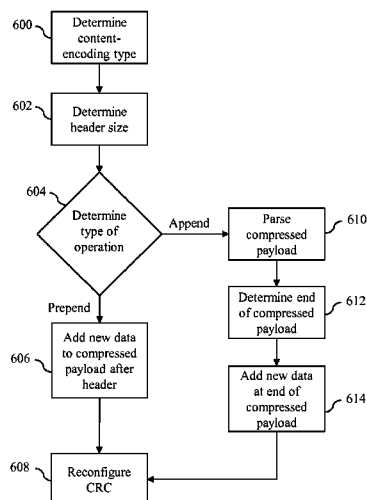 600
Determine
content-
encoding type
602
Determine
header size
604
Determine
type of
operation
Append
Parse
compressed
payload
610
Determine end
of compressed
payload
612
Prepend
Add new data
to compressed
payload after
header
606
Add new data
at end of
compressed
payload
614
608
Reconfigure
CRC